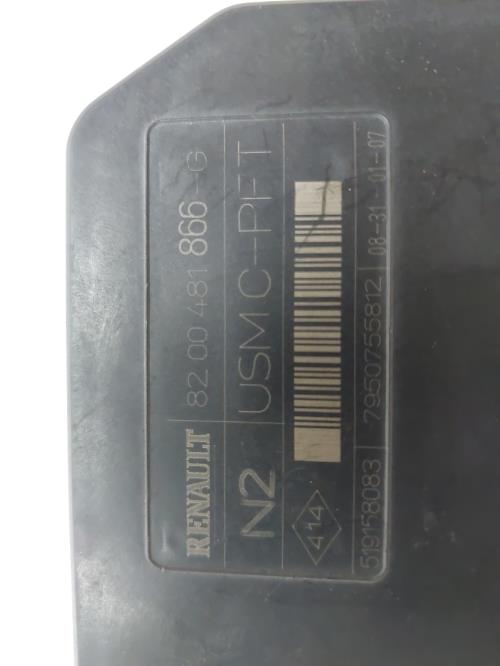 RENAULT 82 00 481 866 -G
N2 USM C-PFT
414
519158083 7950755812 08-31-01-07